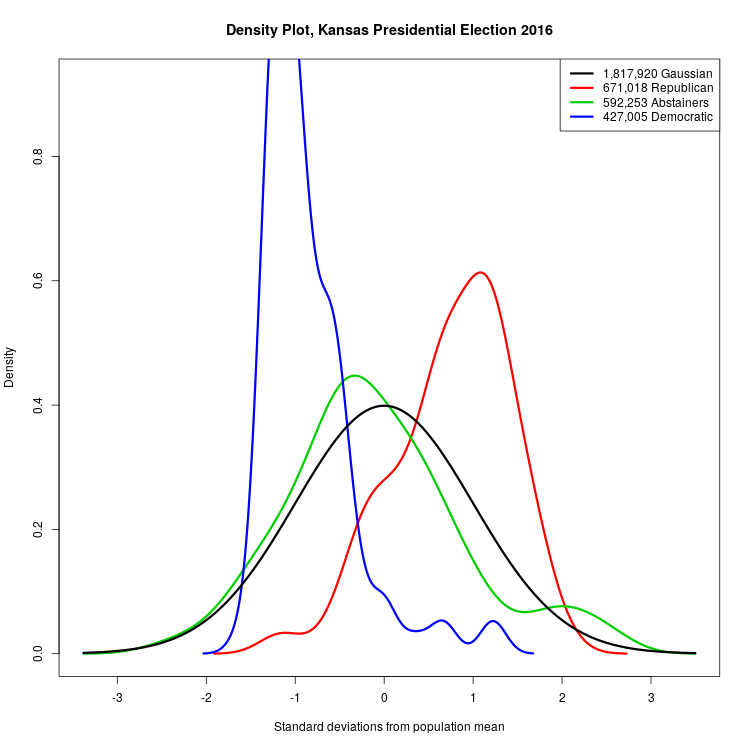 Density Plot, Kansas Presidential Election 2016
1,817,920 Gaussian
671,018 Republican
592,253 Abstainers
427,005 Democratic
Density
0.8
0.6
0.4
0.2
0.0
-3 -2 -1 0 1 2 3
Standard deviations from population mean